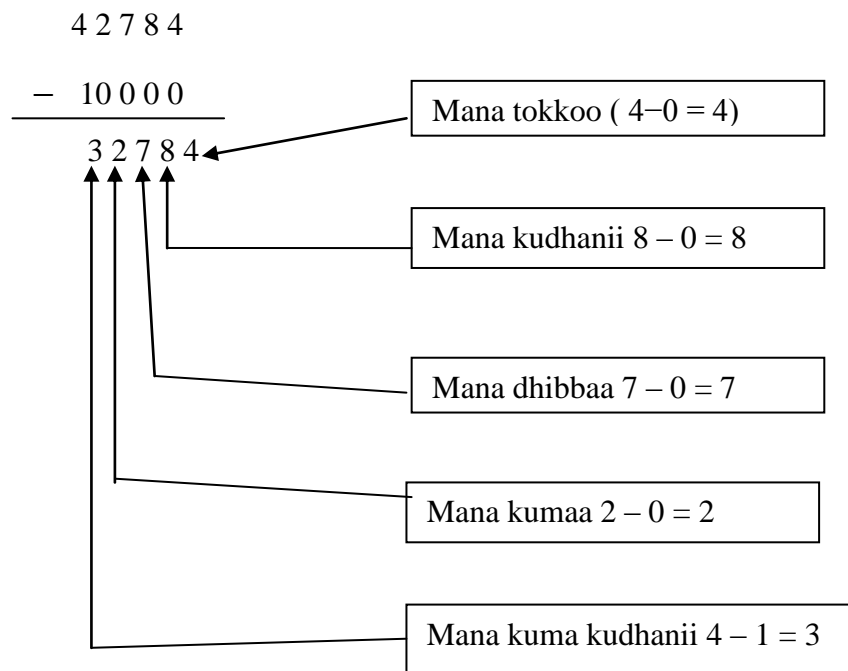 4 2 7 8 4
− 10 0 0 0
3 2 7 8 4
Mana tokkoo ( 4−0 = 4)
Mana kudhanii 8 – 0 = 8
Mana dhibbaa 7 – 0 = 7
Mana kumaa 2 – 0 = 2
Mana kuma kudhanii 4 – 1 = 3